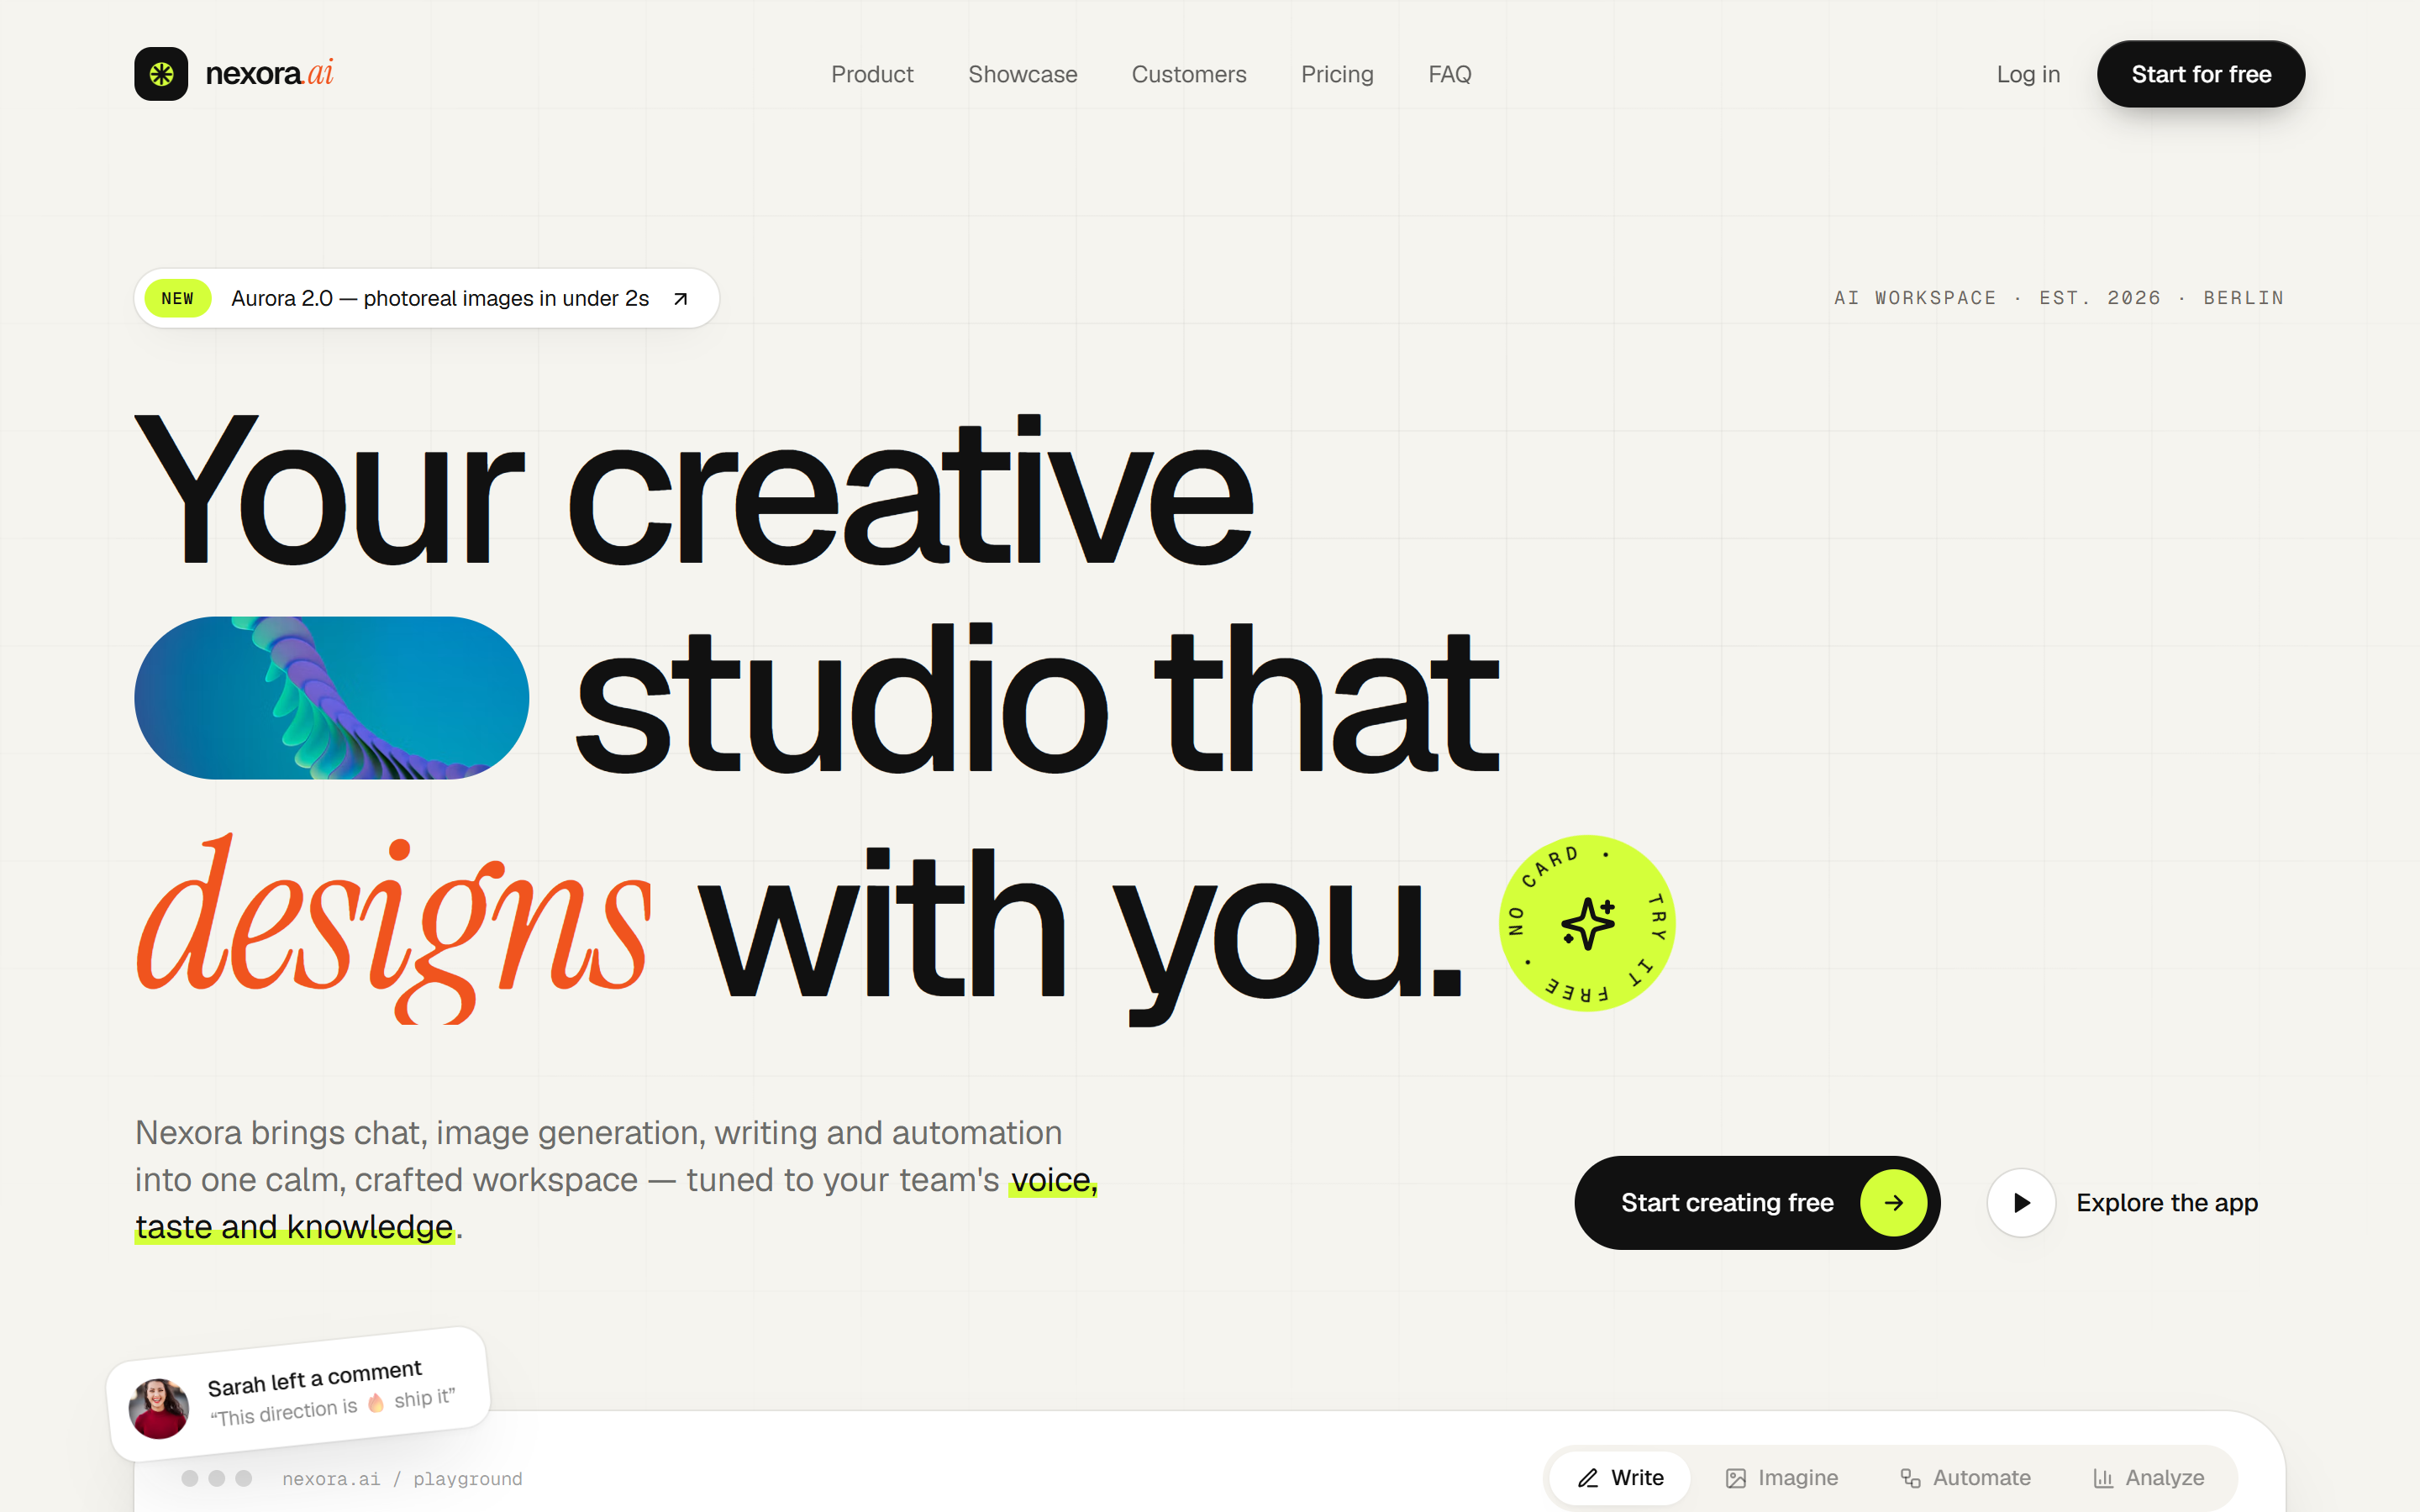 nexora.ai
Product Showcase Customers Pricing FAQ
Log in Start for free
NEW Aurora 2.0 — photoreal images in under 2s
AI WORKSPACE · EST. 2026 · BERLIN
Your creative
studio that
designs with you.
TRY IT FREE • NO CARD •
Nexora brings chat, image generation, writing and automation
into one calm, crafted workspace — tuned to your team's voice,
taste and knowledge.
Start creating free
Explore the app
Sarah left a comment
“This direction is 🔥 ship it”
nexora.ai / playground
Write Imagine Automate Analyze